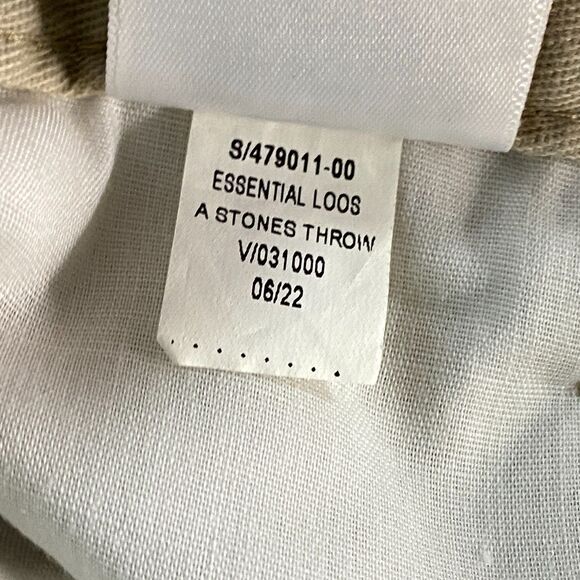 S/479011-00
ESSENTIAL LOOS
A STONES THROW
V/031000
06/22